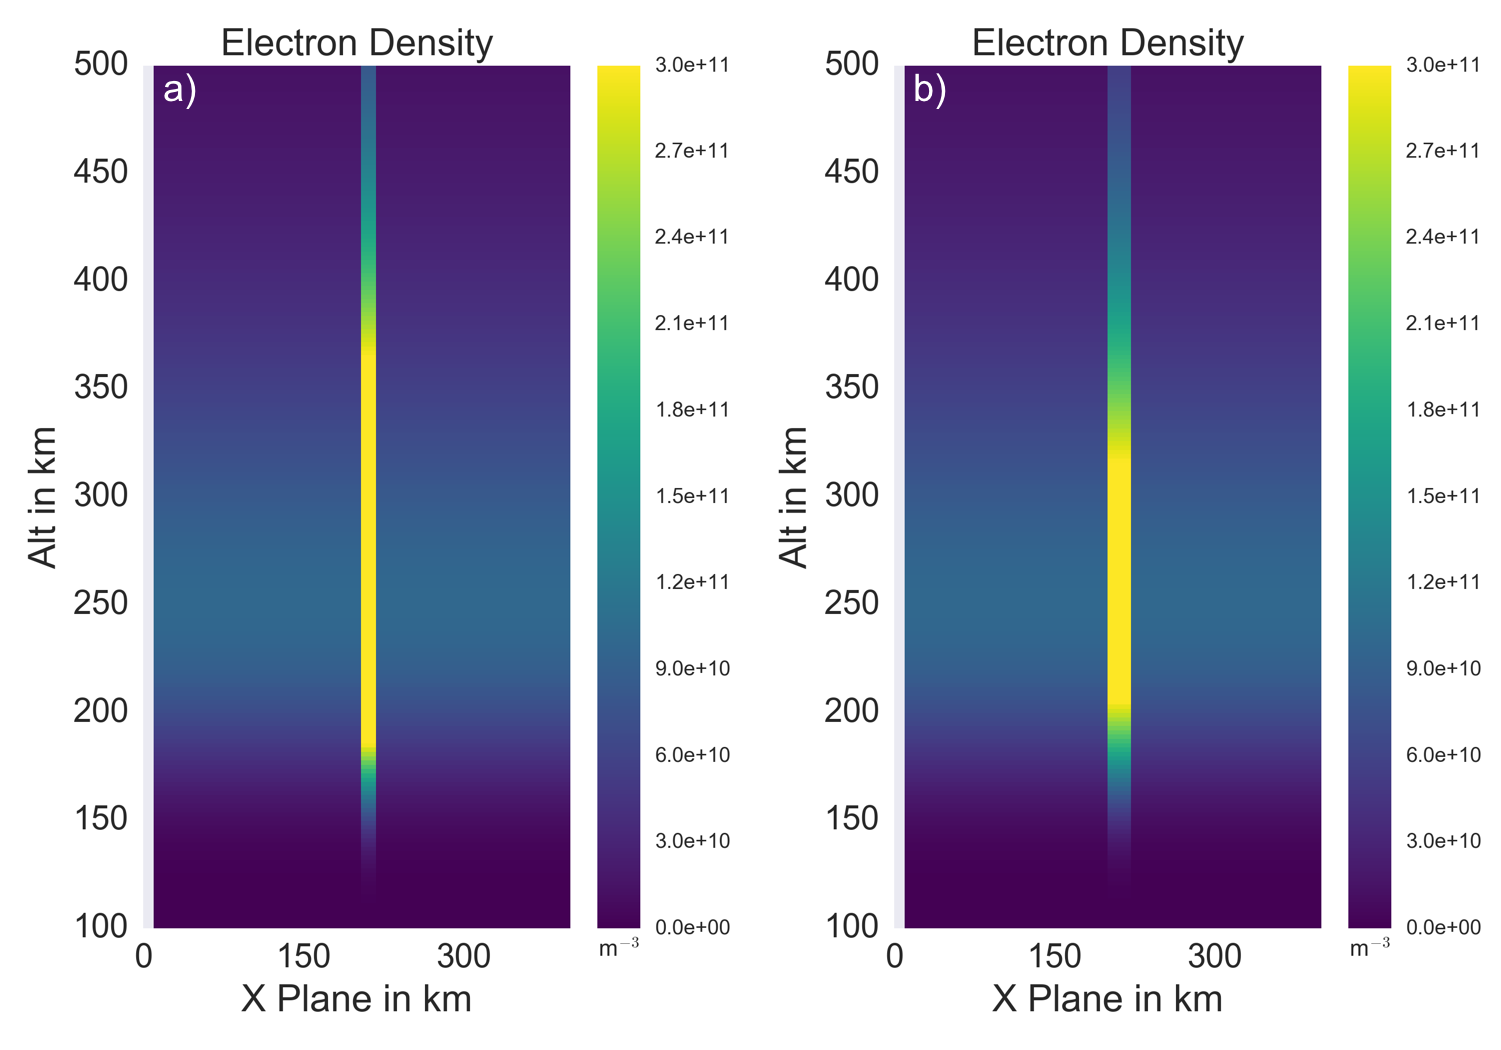 Electron Density
a)
500
450
400
350
300
250
200
150
100
Alt in km
0 150 300
X Plane in km
3.0e+11
2.7e+11
2.4e+11
2.1e+11
1.8e+11
1.5e+11
1.2e+11
9.0e+10
6.0e+10
3.0e+10
0.0e+00
m⁻³
Electron Density
b)
500
450
400
350
300
250
200
150
100
Alt in km
0 150 300
X Plane in km
3.0e+11
2.7e+11
2.4e+11
2.1e+11
1.8e+11
1.5e+11
1.2e+11
9.0e+10
6.0e+10
3.0e+10
0.0e+00
m⁻³